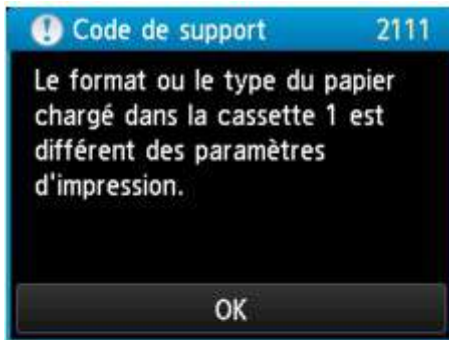 Code de support 2111
Le format ou le type du papier
chargé dans la cassette 1 est
différent des paramètres
d'impression.
OK